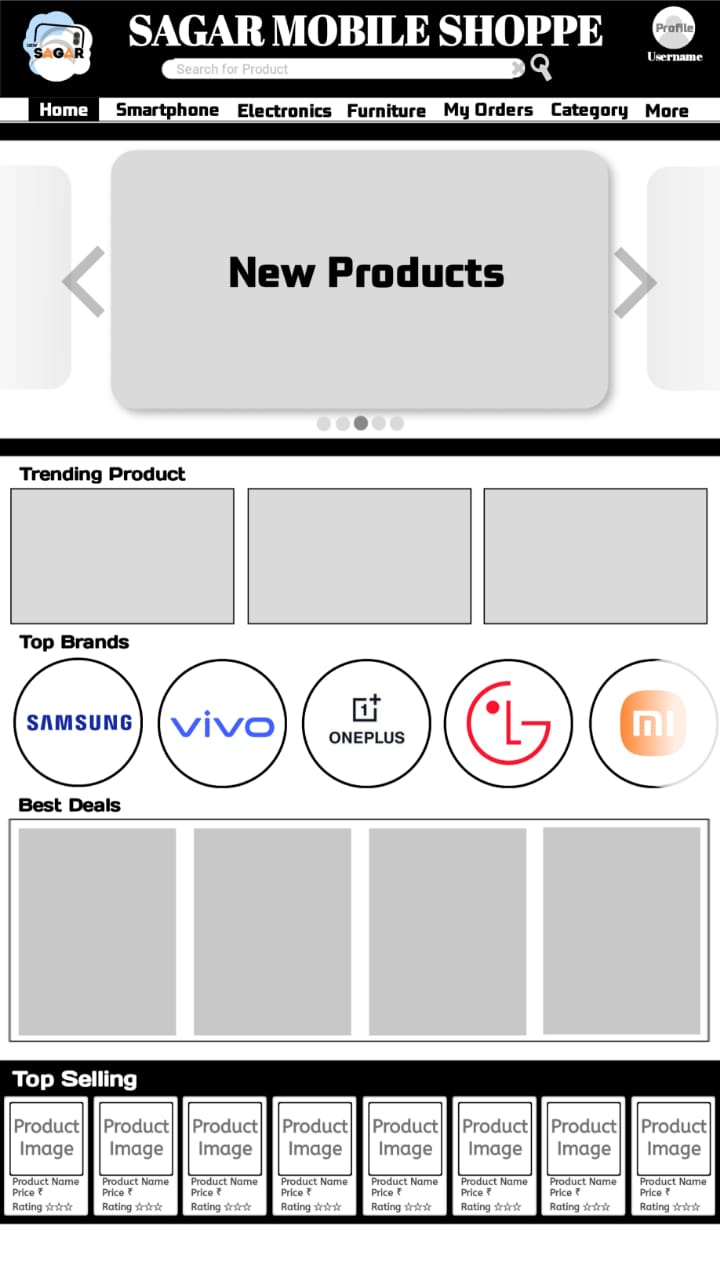 SAGAR MOBILE SHOPPE
Profile
SAGAR
Username
Search for Product
Home Smartphone Electronics Furniture My Orders Category More
New Products
Trending Product
Top Brands
SAMSUNG vivo 1+ ONEPLUS LG mi
Best Deals
Top Selling
Product Product Product Product Product Product Product Product
Image Image Image Image Image Image Image Image
Product Name Product Name Product Name Product Name Product Name Product Name Product Name Product Name
Price ₹ Price ₹ Price ₹ Price ₹ Price ₹ Price ₹ Price ₹ Price ₹
Rating ☆☆☆ Rating ☆☆☆ Rating ☆☆☆ Rating ☆☆☆ Rating ☆☆☆ Rating ☆☆☆ Rating ☆☆☆ Rating ☆☆☆